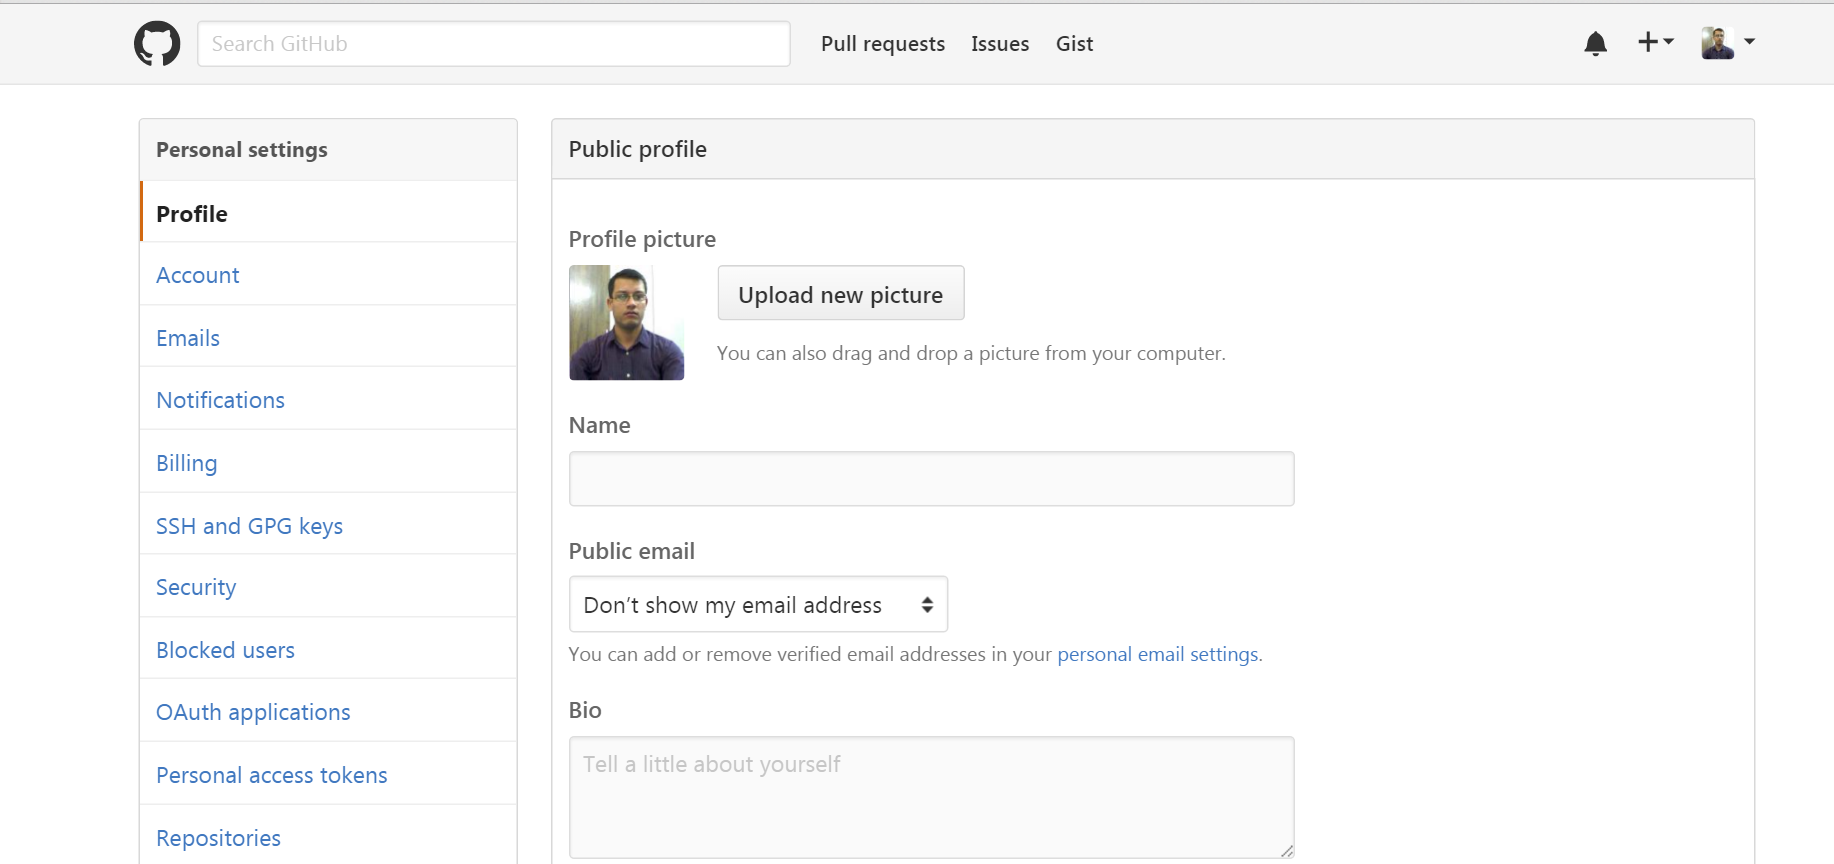 Search GitHub
Pull requests
Issues
Gist
Personal settings
Profile
Account
Emails
Notifications
Billing
SSH and GPG keys
Security
Blocked users
OAuth applications
Personal access tokens
Repositories
Public profile
Profile picture
Upload new picture
You can also drag and drop a picture from your computer.
Name
Public email
Don’t show my email address
You can add or remove verified email addresses in your personal email settings.
Bio
Tell a little about yourself